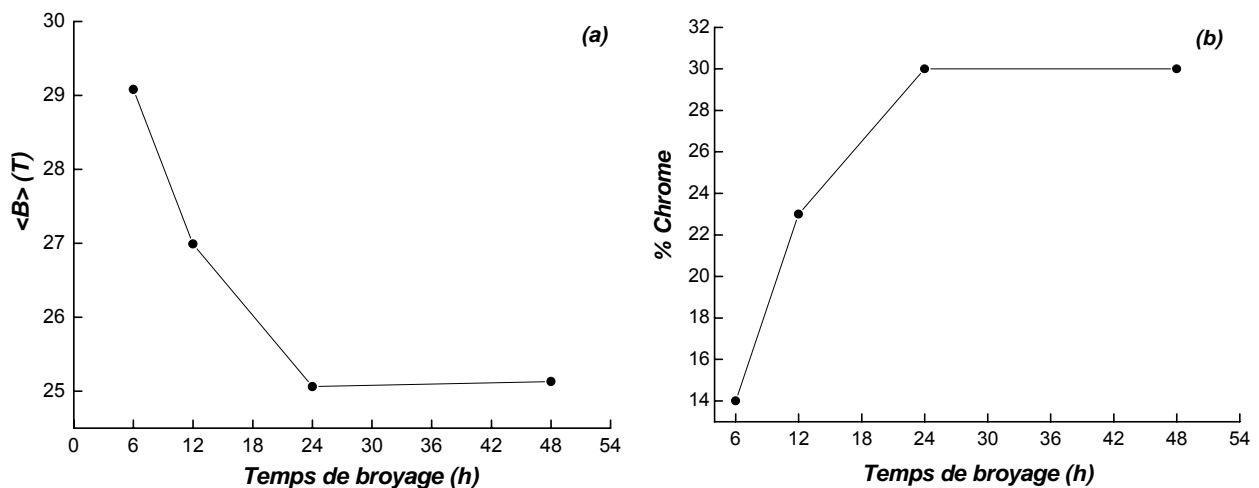 (a)
<B> (T)
30
29
28
27
26
25
0 6 12 18 24 30 36 42 48 54
Temps de broyage (h)
(b)
% Chrome
32
30
28
26
24
22
20
18
16
14
6 12 18 24 30 36 42 48 54
Temps de broyage (h)